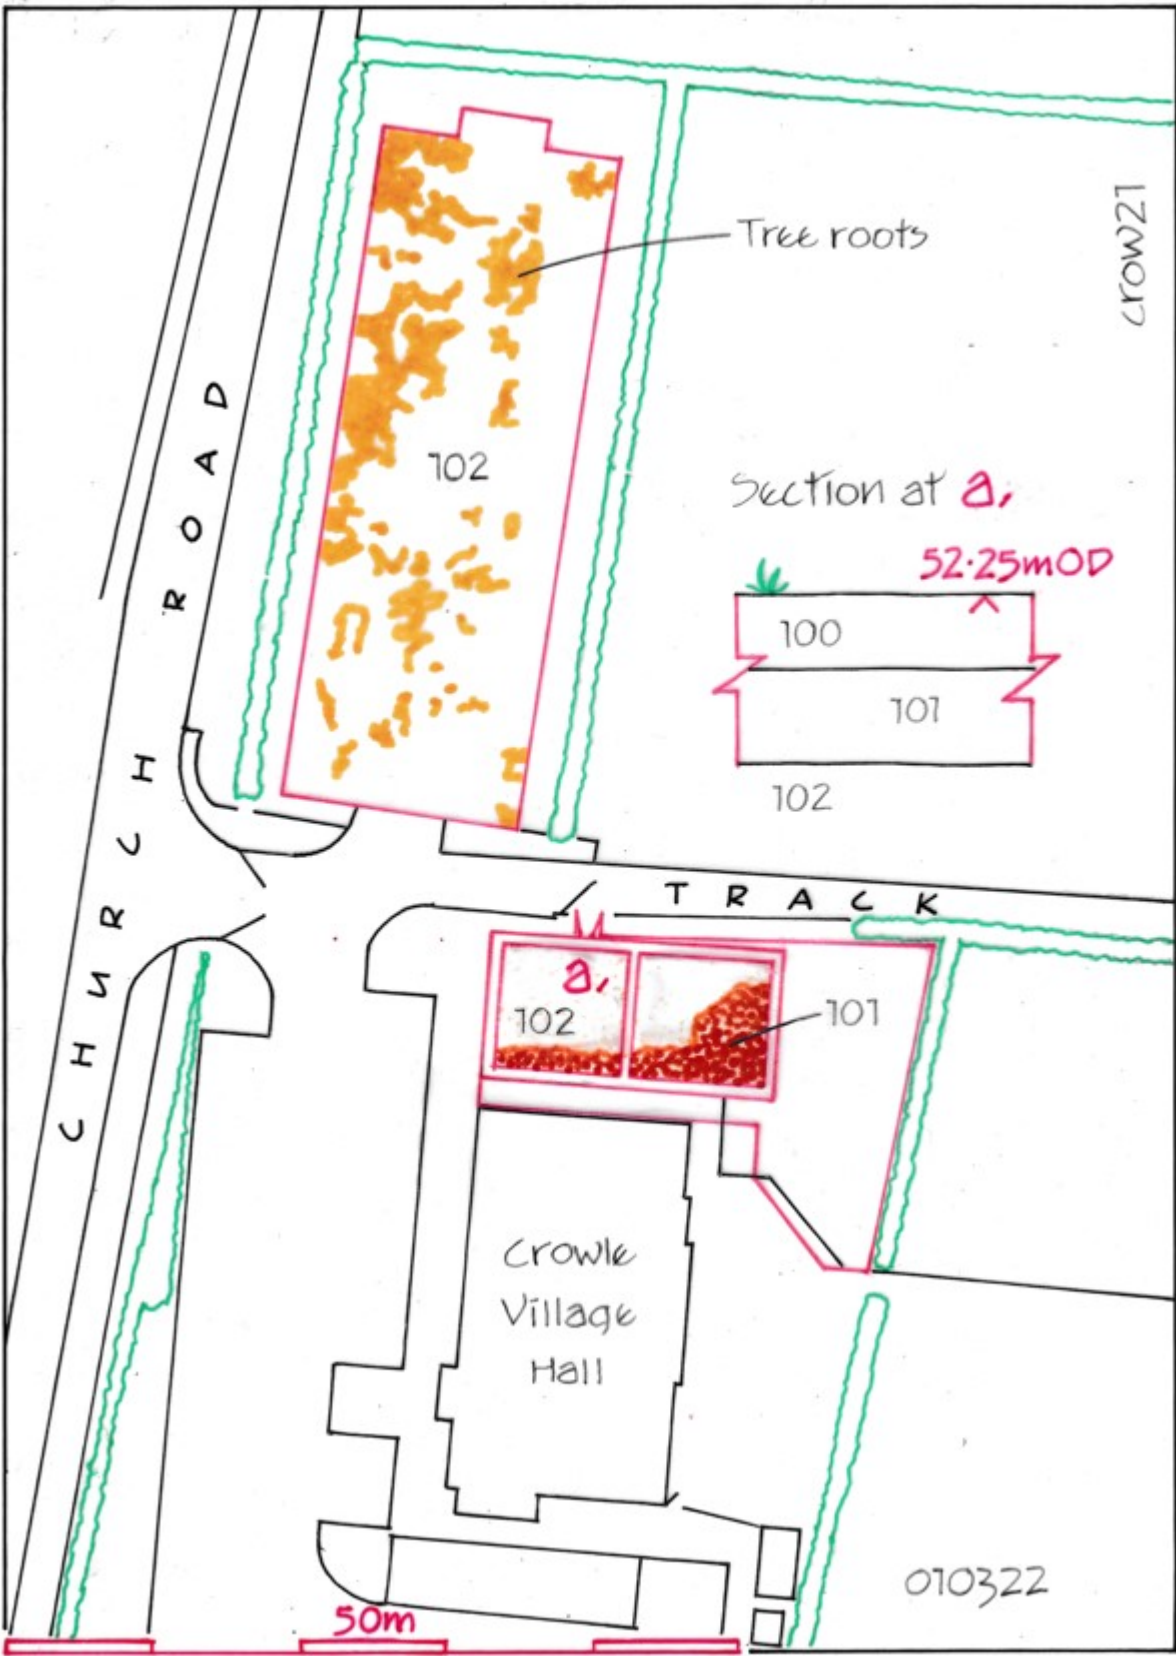 Tree roots
crow21
CHURCH ROAD
102
Section at a,
52·25mOD
100
101
102
TRACK
a,
102
101
Crowle
Village
Hall
010322
50m